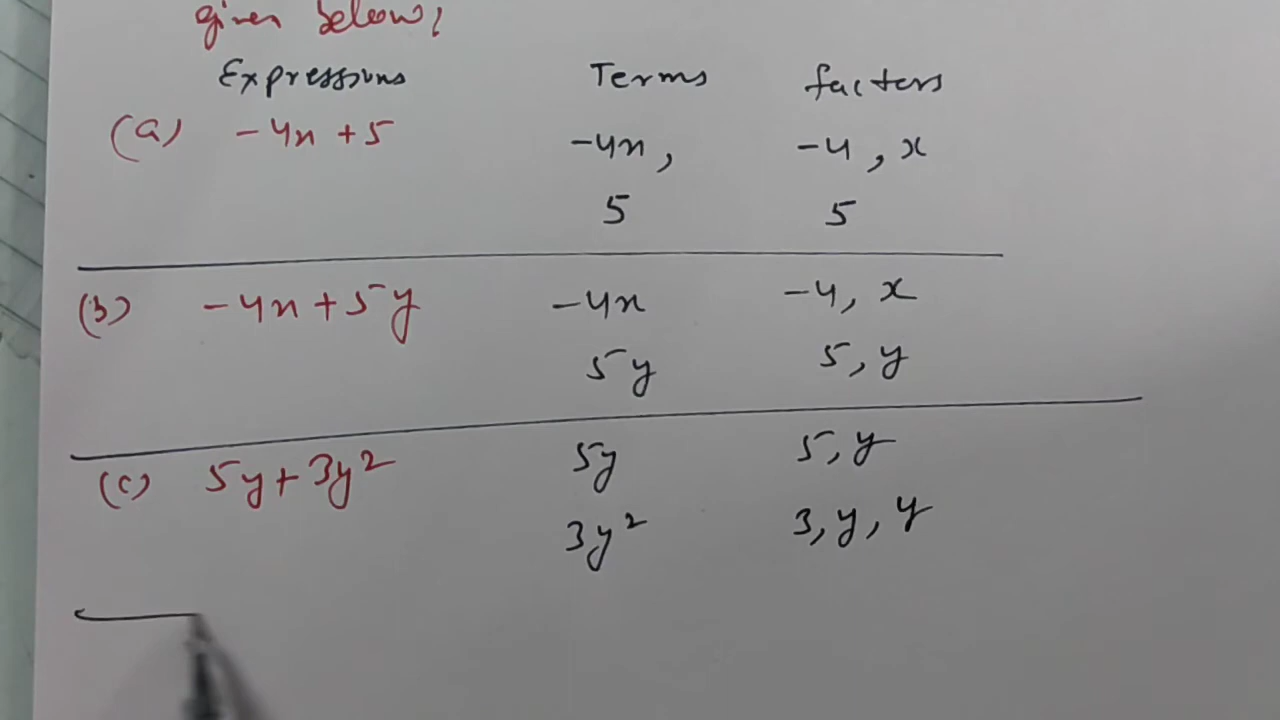 given below:
Expressions Terms factors
(a) -4x + 5 -4x, -4, x
5 5
(b) -4x + 5y -4x -4, x
5y 5, y
(c) 5y + 3y² 5y 5, y
3y² 3, y, y